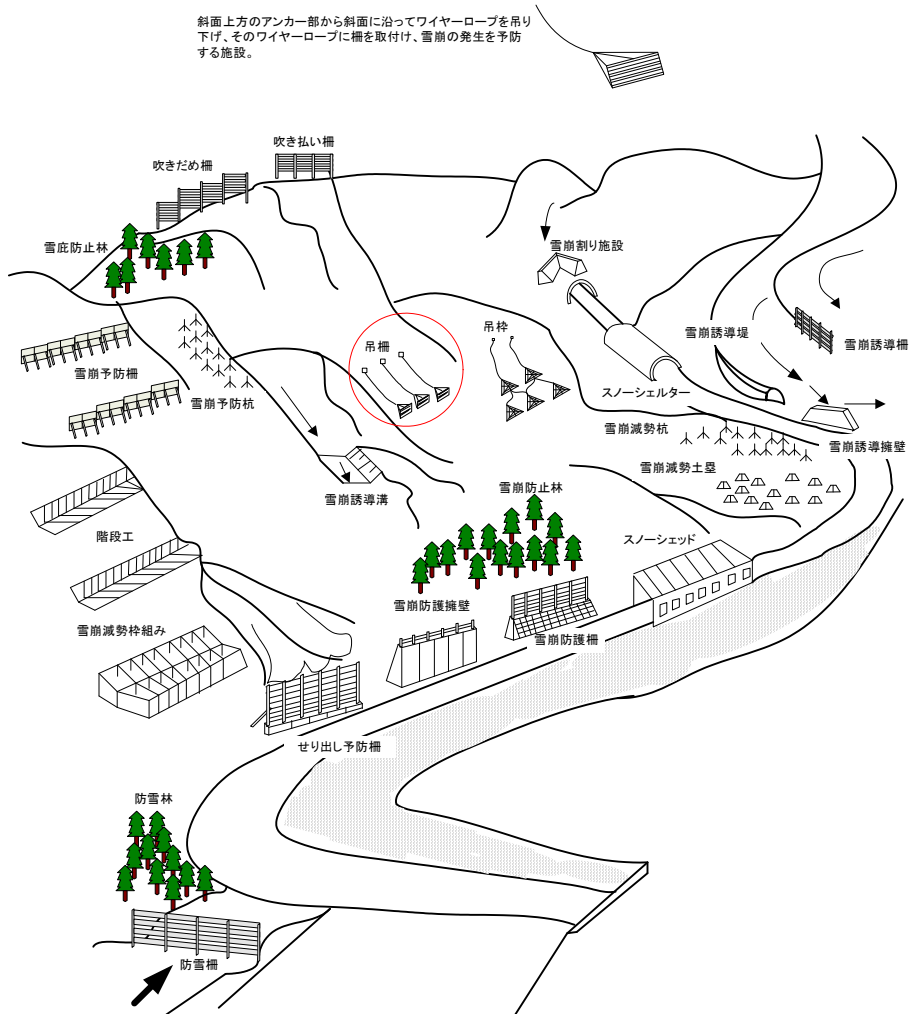 斜面上方のアンカー部から斜面に沿ってワイヤーロープを吊り
下げ、そのワイヤーロープに柵を取付け、雪崩の発生を予防
する施設。
吹き払い柵
吹きだめ柵
雪庇防止林
雪崩割り施設
吊枠
吊柵
雪崩誘導堤
雪崩誘導柵
雪崩予防柵
スノーシェルター
雪崩予防杭
雪崩減勢杭
雪崩誘導擁壁
雪崩減勢土塁
雪崩誘導溝
雪崩防止林
階段工
スノーシェッド
雪崩防護擁壁
雪崩減勢枠組み
雪崩防護柵
せり出し予防柵
防雪林
防雪柵